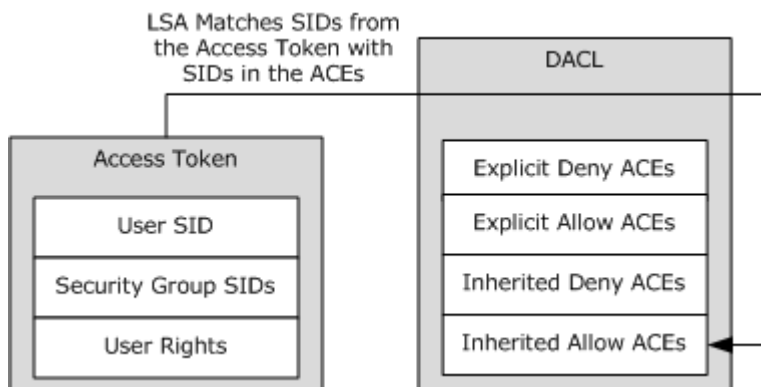 LSA Matches SIDs from
the Access Token with
SIDs in the ACEs
DACL
Access Token
User SID
Security Group SIDs
User Rights
Explicit Deny ACEs
Explicit Allow ACEs
Inherited Deny ACEs
Inherited Allow ACEs